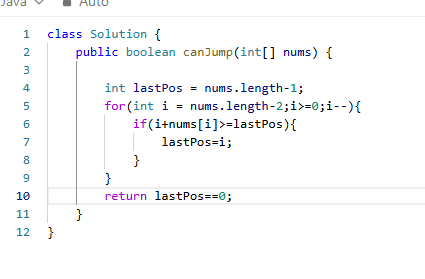 Java Auto
1 class Solution {
2 public boolean canJump(int[] nums) {
3
4 int lastPos = nums.length-1;
5 for(int i = nums.length-2;i>=0;i--){
6 if(i+nums[i]>=lastPos){
7 lastPos=i;
8 }
9 }
10 return lastPos==0;
11 }
12 }